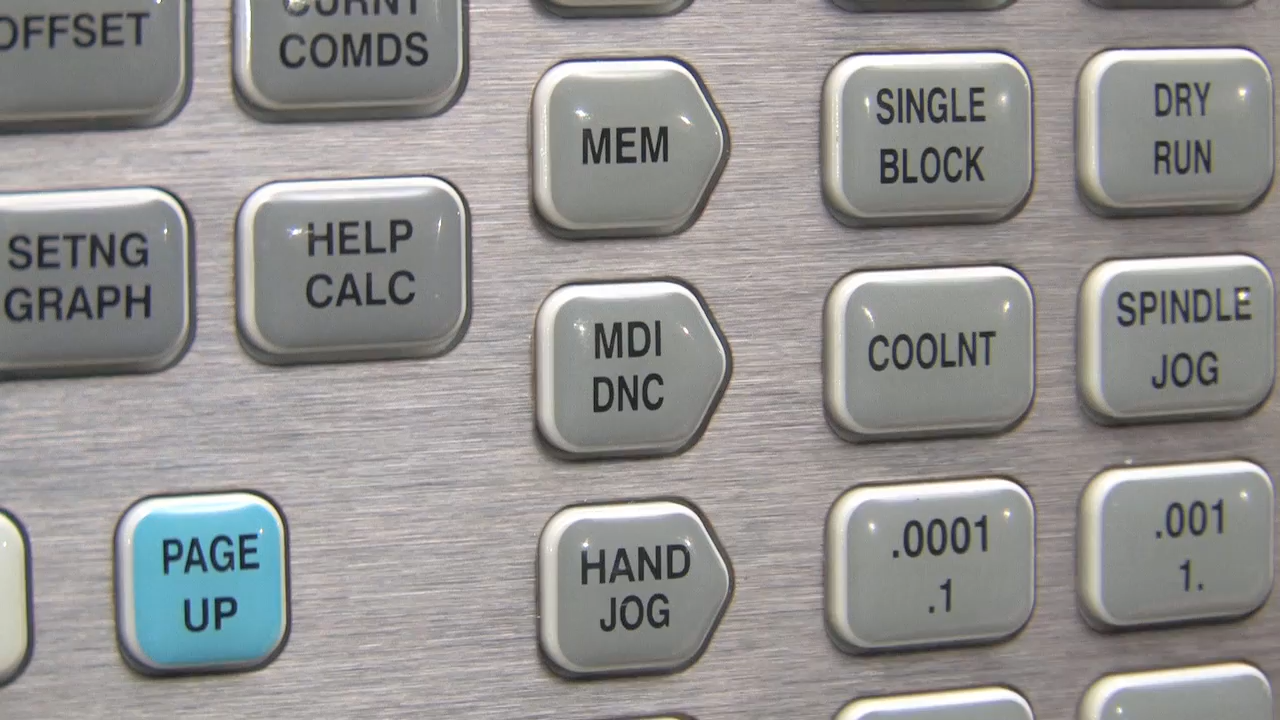 OFFSET
CURNT
COMDS
MEM
SINGLE
BLOCK
DRY
RUN
SETNG
GRAPH
HELP
CALC
MDI
DNC
COOLNT
SPINDLE
JOG
PAGE
UP
HAND
JOG
.0001
.1
.001
1.